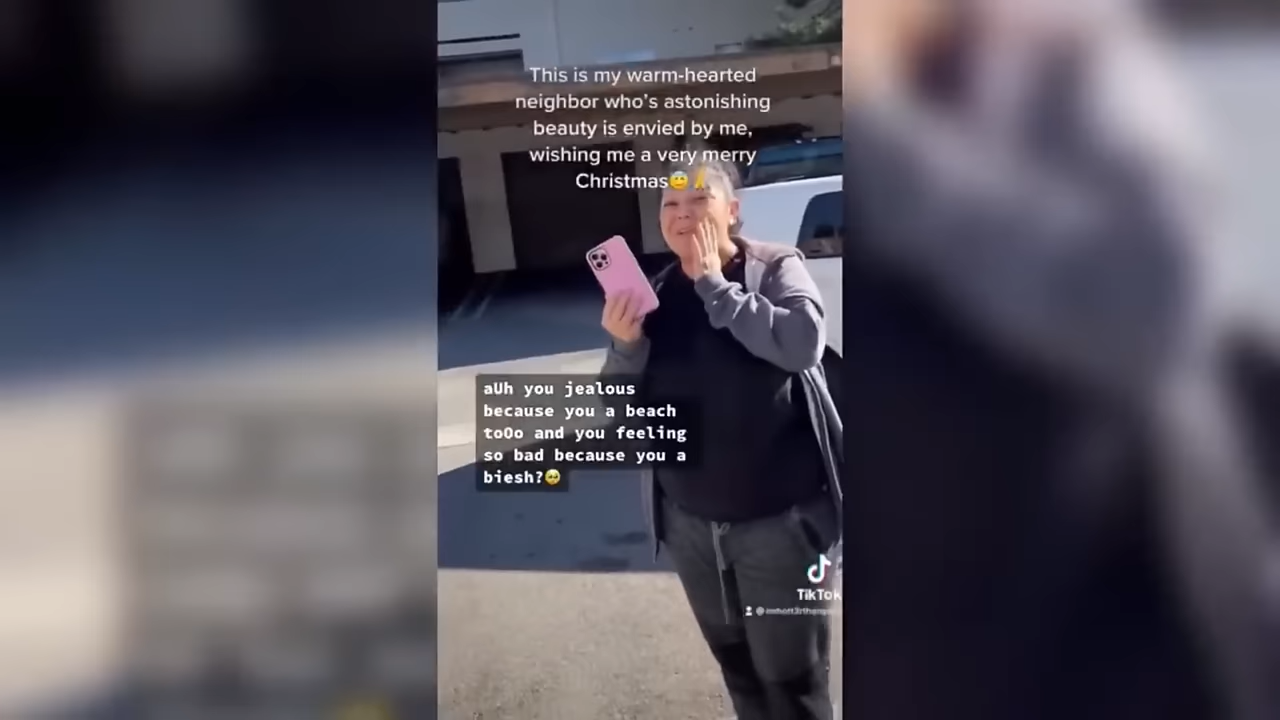 This is my warm-hearted
neighbor who's astonishing
beauty is envied by me,
wishing me a very merry
Christmas😇🙏
aUh you jealous
because you a beach
toOo and you feeling
so bad because you a
biesh?🥺
TikTok